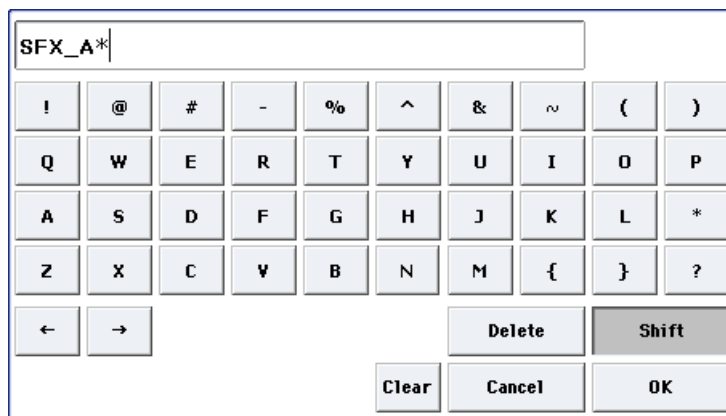 SFX_A*
! @ # - % ^ & ~ ( )
Q W E R T Y U I O P
A S D F G H J K L *
Z X C V B N M { } ?
← → Delete Shift
Clear Cancel OK